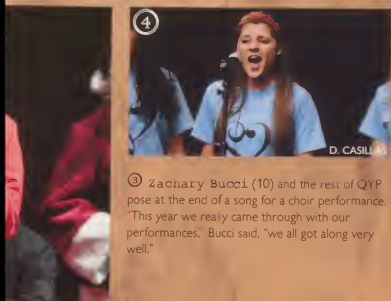 4
D. CASILLAS
3 Zachary Bucci (10) and the rest of QYP
pose at the end of a song for a choir performance.
"This year we really came through with our
performances," Bucci said, "we all got along very
well."